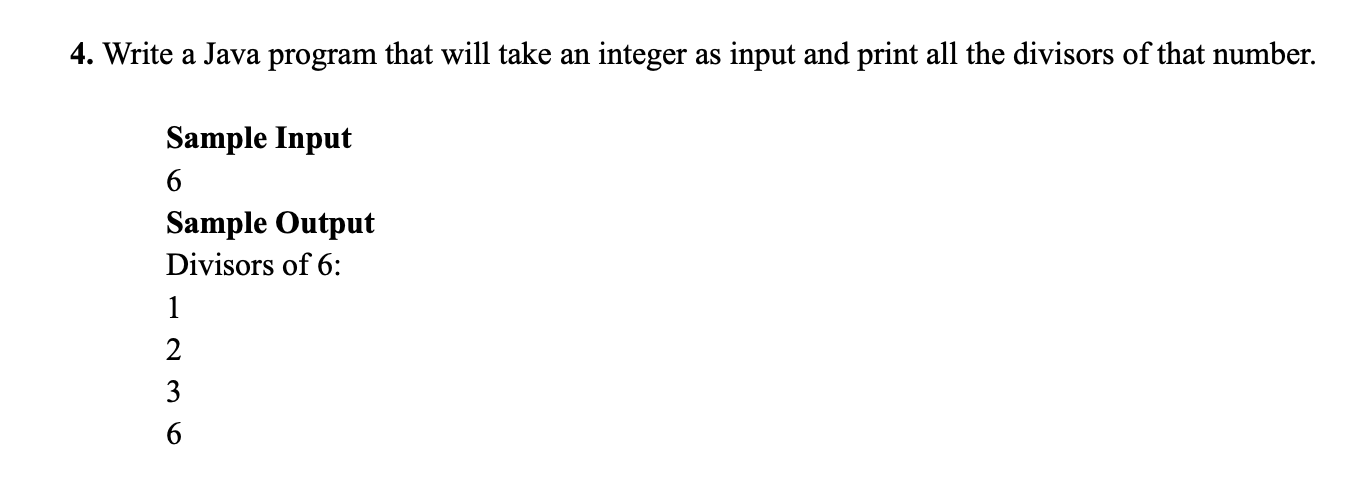 4. Write a Java program that will take an integer as input and print all the divisors of that number.
Sample Input
6
Sample Output
Divisors of 6:
1
2
3
6